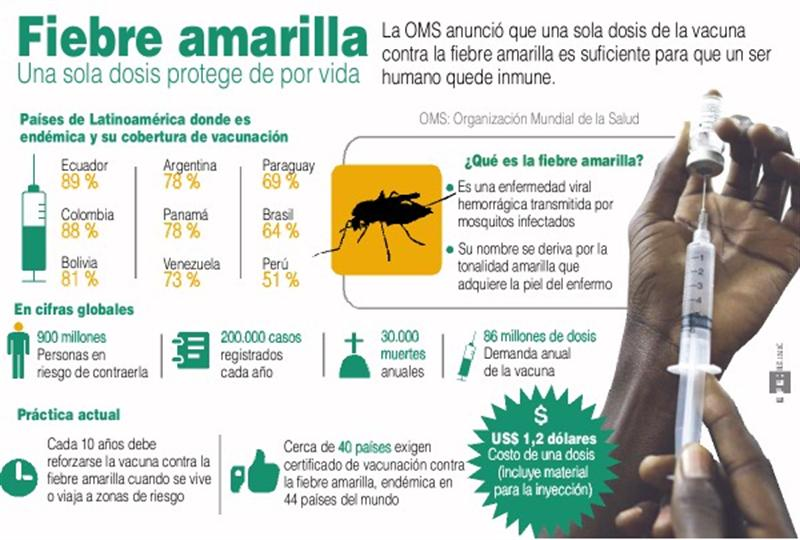 Fiebre amarilla
Una sola dosis protege de por vida
La OMS anunció que una sola dosis de la vacuna
contra la fiebre amarilla es suficiente para que un ser
humano quede inmune.
OMS: Organización Mundial de la Salud
Países de Latinoamérica donde es
endémica y su cobertura de vacunación
Ecuador
89 %
Argentina
78 %
Paraguay
69 %
Colombia
88 %
Panamá
78 %
Brasil
64 %
Bolivia
81 %
Venezuela
73 %
Perú
51 %
¿Qué es la fiebre amarilla?
Es una enfermedad viral
hemorrágica transmitida por
mosquitos infectados
Su nombre se deriva por la
tonalidad amarilla que
adquiere la piel del enfermo
1
2
3
4
En cifras globales
900 millones
Personas en
riesgo de contraerla
200.000 casos
registrados
cada año
30.000
muertes
anuales
86 millones de dosis
Demanda anual
de la vacuna
Práctica actual
Cada 10 años debe
reforzarse la vacuna contra la
fiebre amarilla cuando se vive
o viaja a zonas de riesgo
Cerca de 40 países exigen
certificado de vacunación contra
la fiebre amarilla, endémica en
44 países del mundo
$
US$ 1,2 dólares
Costo de una dosis
(incluye material
para la inyección)